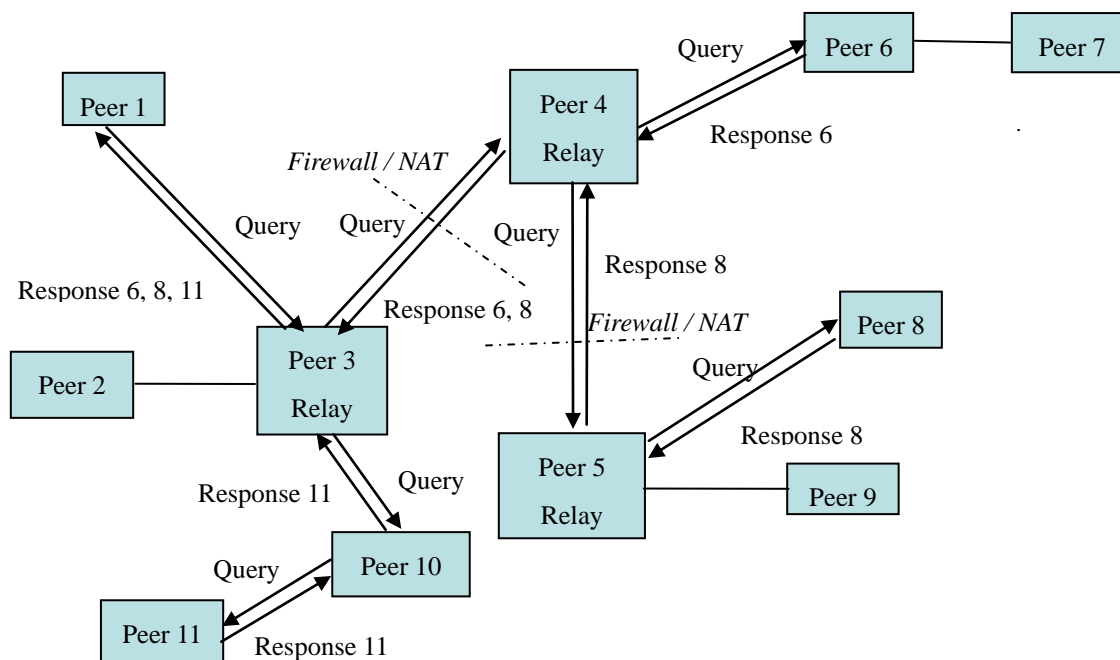 Peer 6
Peer 7
Query
Peer 1
Peer 4
Relay
Response 6
Firewall / NAT
Query
Query
Query
Response 8
Response 6, 8, 11
Response 6, 8
Firewall / NAT
Peer 8
Peer 3
Relay
Peer 2
Query
Response 8
Peer 5
Relay
Response 11
Query
Peer 9
Peer 10
Query
Peer 11
Response 11